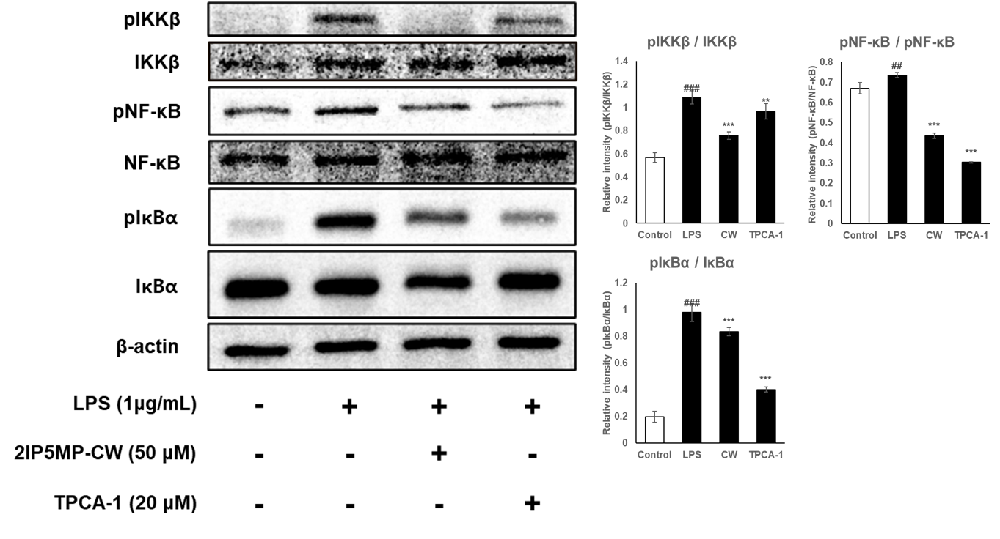 pIKKβ
IKKβ
pNF-κB
NF-κB
pIκBα
IκBα
β-actin
LPS (1µg/mL) - + + +
2IP5MP-CW (50 µM) - - + -
TPCA-1 (20 µM) - - - +
pIKKβ / IKKβ
Relative intensity (pIKKβ/IKKβ)
1.4
1.2
1
0.8
0.6
0.4
0.2
0
###
***
**
Control LPS CW TPCA-1
pNF-κB / pNF-κB
Relative intensity (pNF-κB/NF-κB)
0.8
0.7
0.6
0.5
0.4
0.3
0.2
0.1
0
##
***
***
Control LPS CW TPCA-1
pIκBα / IκBα
Relative intensity (pIκBα/IκBα)
1.2
1
0.8
0.6
0.4
0.2
0
###
***
***
Control LPS CW TPCA-1